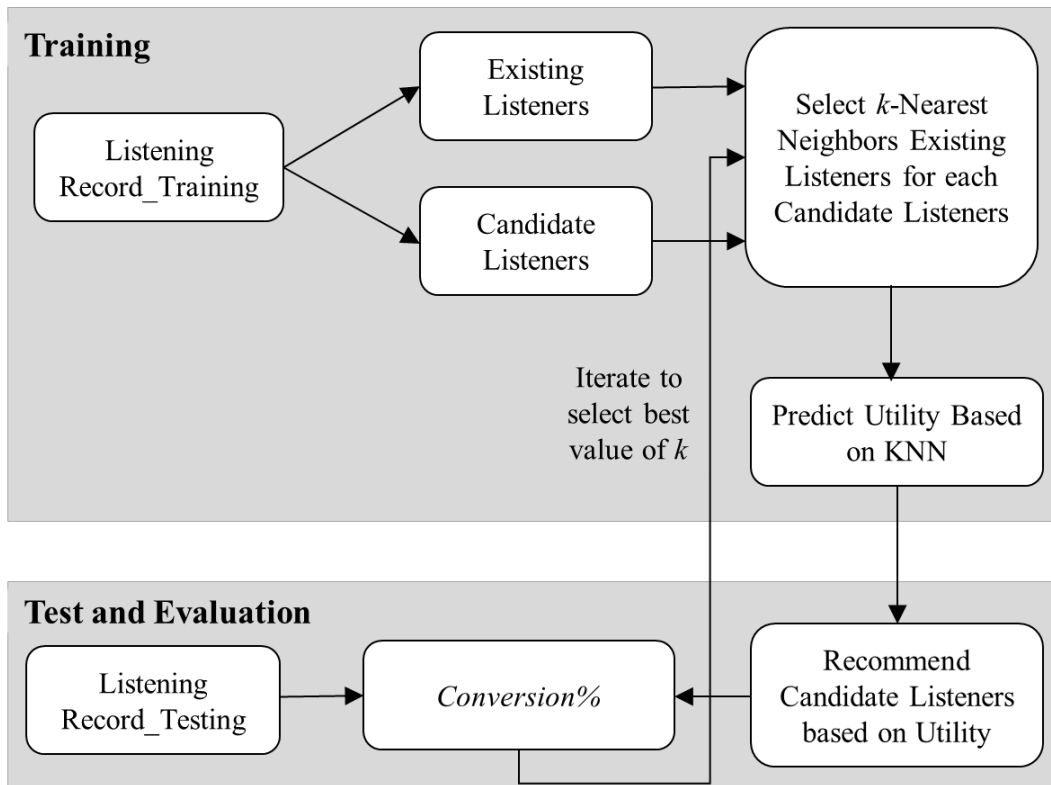 Training
Listening
Record_Training
Existing
Listeners
Candidate
Listeners
Select k-Nearest
Neighbors Existing
Listeners for each
Candidate Listeners
Iterate to
select best
value of k
Predict Utility Based
on KNN
Test and Evaluation
Listening
Record_Testing
Conversion%
Recommend
Candidate Listeners
based on Utility